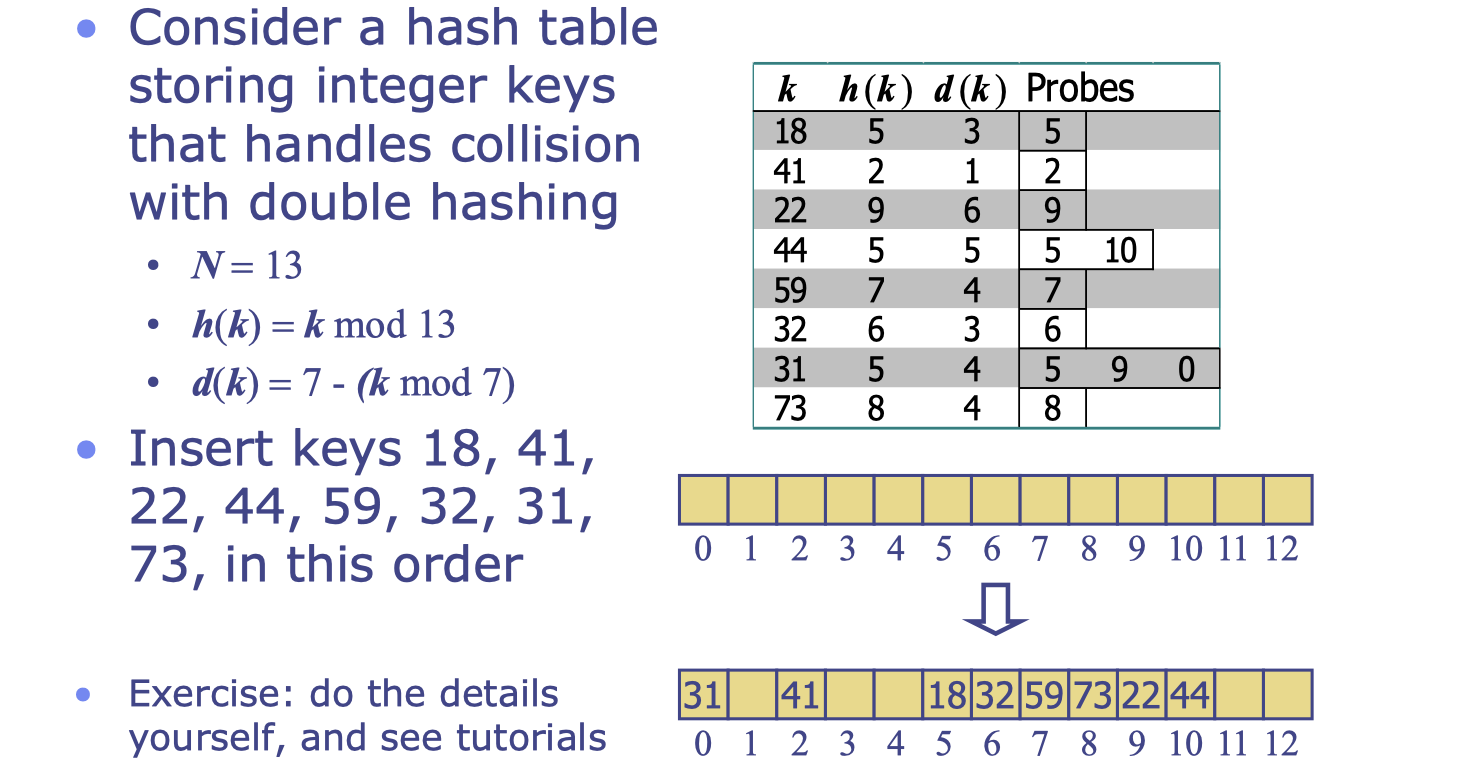 • Consider a hash table
storing integer keys
that handles collision
with double hashing
• N = 13
• h(k) = k mod 13
• d(k) = 7 - (k mod 7)
• Insert keys 18, 41,
22, 44, 59, 32, 31,
73, in this order
• Exercise: do the details
yourself, and see tutorials
k h(k) d(k) Probes
18 5 3 5
41 2 1 2
22 9 6 9
44 5 5 5 10
59 7 4 7
32 6 3 6
31 5 4 5 9 0
73 8 4 8
0 1 2 3 4 5 6 7 8 9 10 11 12
31 41 18 32 59 73 22 44
0 1 2 3 4 5 6 7 8 9 10 11 12